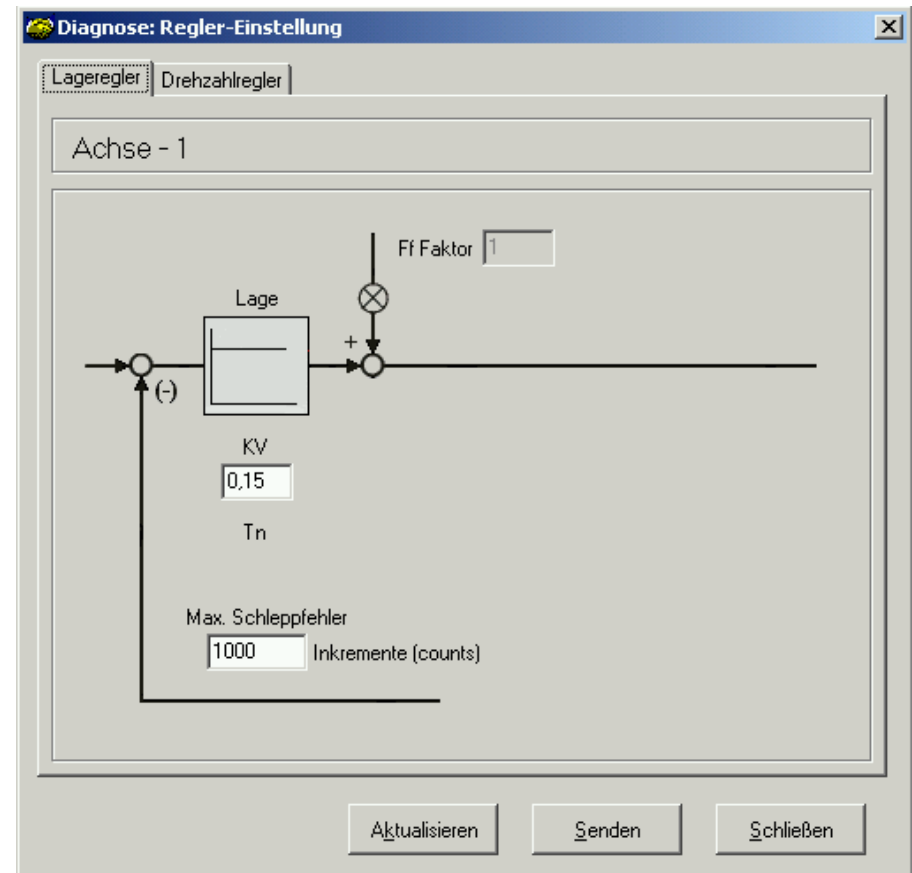 Diagnose: Regler-Einstellung
Lageregler Drehzahlregler
Achse - 1
Ff Faktor 1
Lage
+
(-)
KV
0,15
Tn
Max. Schleppfehler
1000 Inkremente (counts)
Aktualisieren Senden Schließen